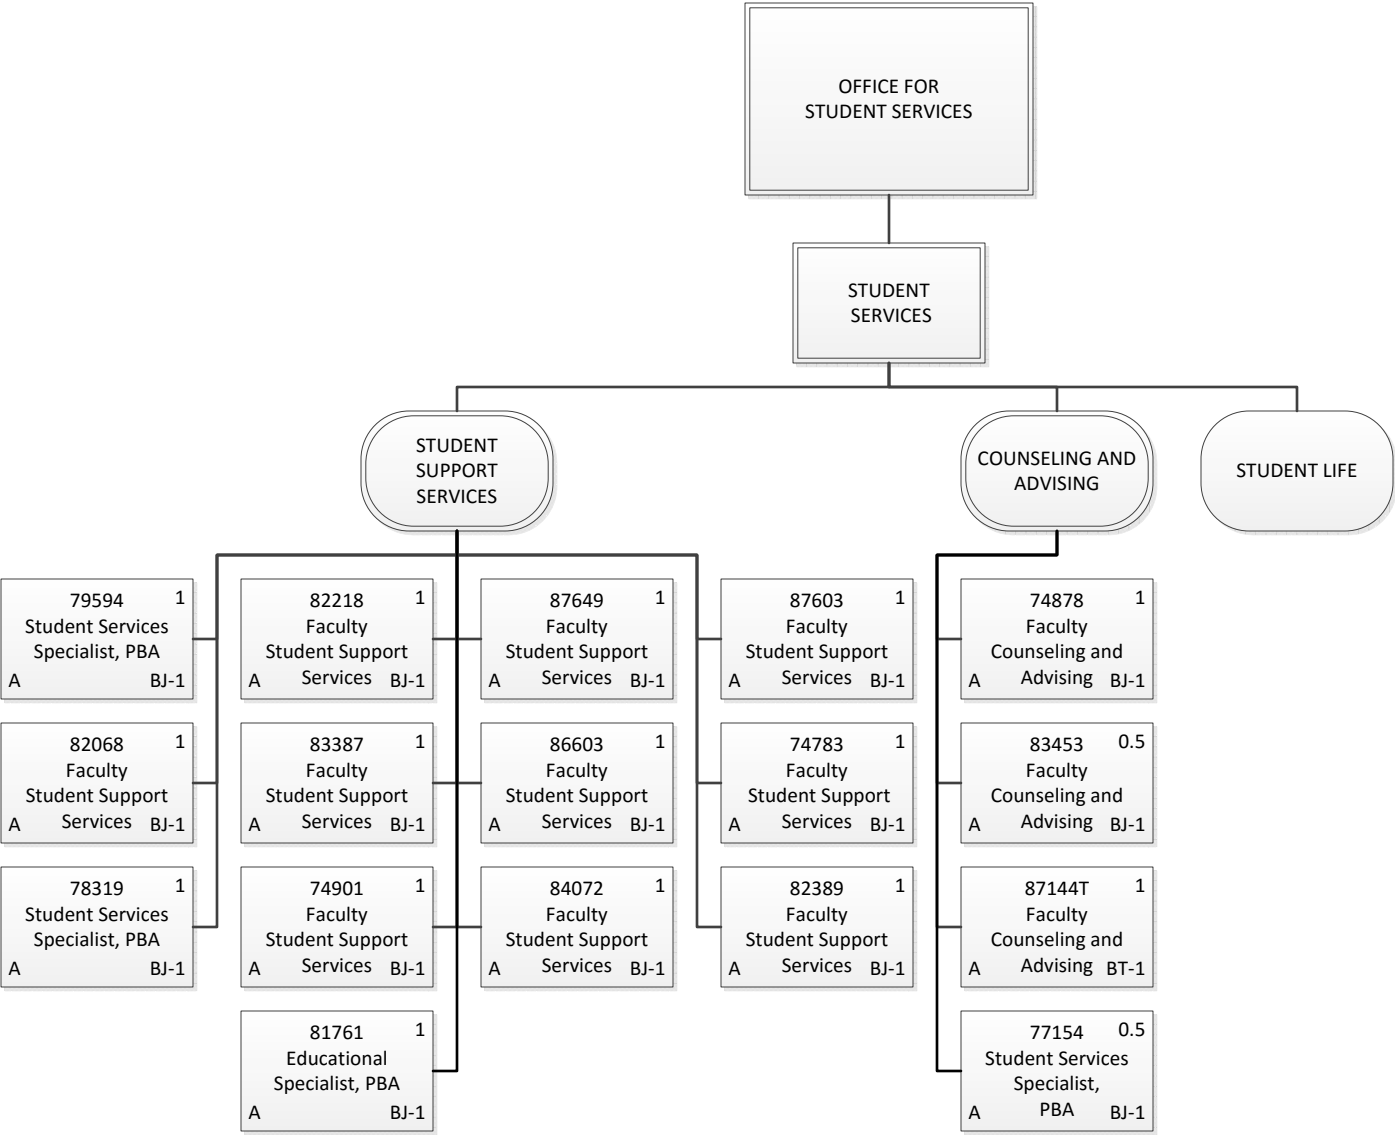 OFFICE FOR
STUDENT SERVICES
STUDENT
SERVICES
STUDENT
SUPPORT
SERVICES
COUNSELING AND
ADVISING
STUDENT LIFE
79594 1
Student Services
Specialist, PBA
A BJ-1
82218 1
Faculty
Student Support
A Services BJ-1
87649 1
Faculty
Student Support
A Services BJ-1
87603 1
Faculty
Student Support
A Services BJ-1
74878 1
Faculty
Counseling and
A Advising BJ-1
82068 1
Faculty
Student Support
A Services BJ-1
83387 1
Faculty
Student Support
A Services BJ-1
86603 1
Faculty
Student Support
A Services BJ-1
74783 1
Faculty
Student Support
A Services BJ-1
83453 0.5
Faculty
Counseling and
A Advising BJ-1
78319 1
Student Services
Specialist, PBA
A BJ-1
74901 1
Faculty
Student Support
A Services BJ-1
84072 1
Faculty
Student Support
A Services BJ-1
82389 1
Faculty
Student Support
A Services BJ-1
87144T 1
Faculty
Counseling and
A Advising BT-1
81761 1
Educational
Specialist, PBA
A BJ-1
77154 0.5
Student Services
Specialist,
A PBA BJ-1